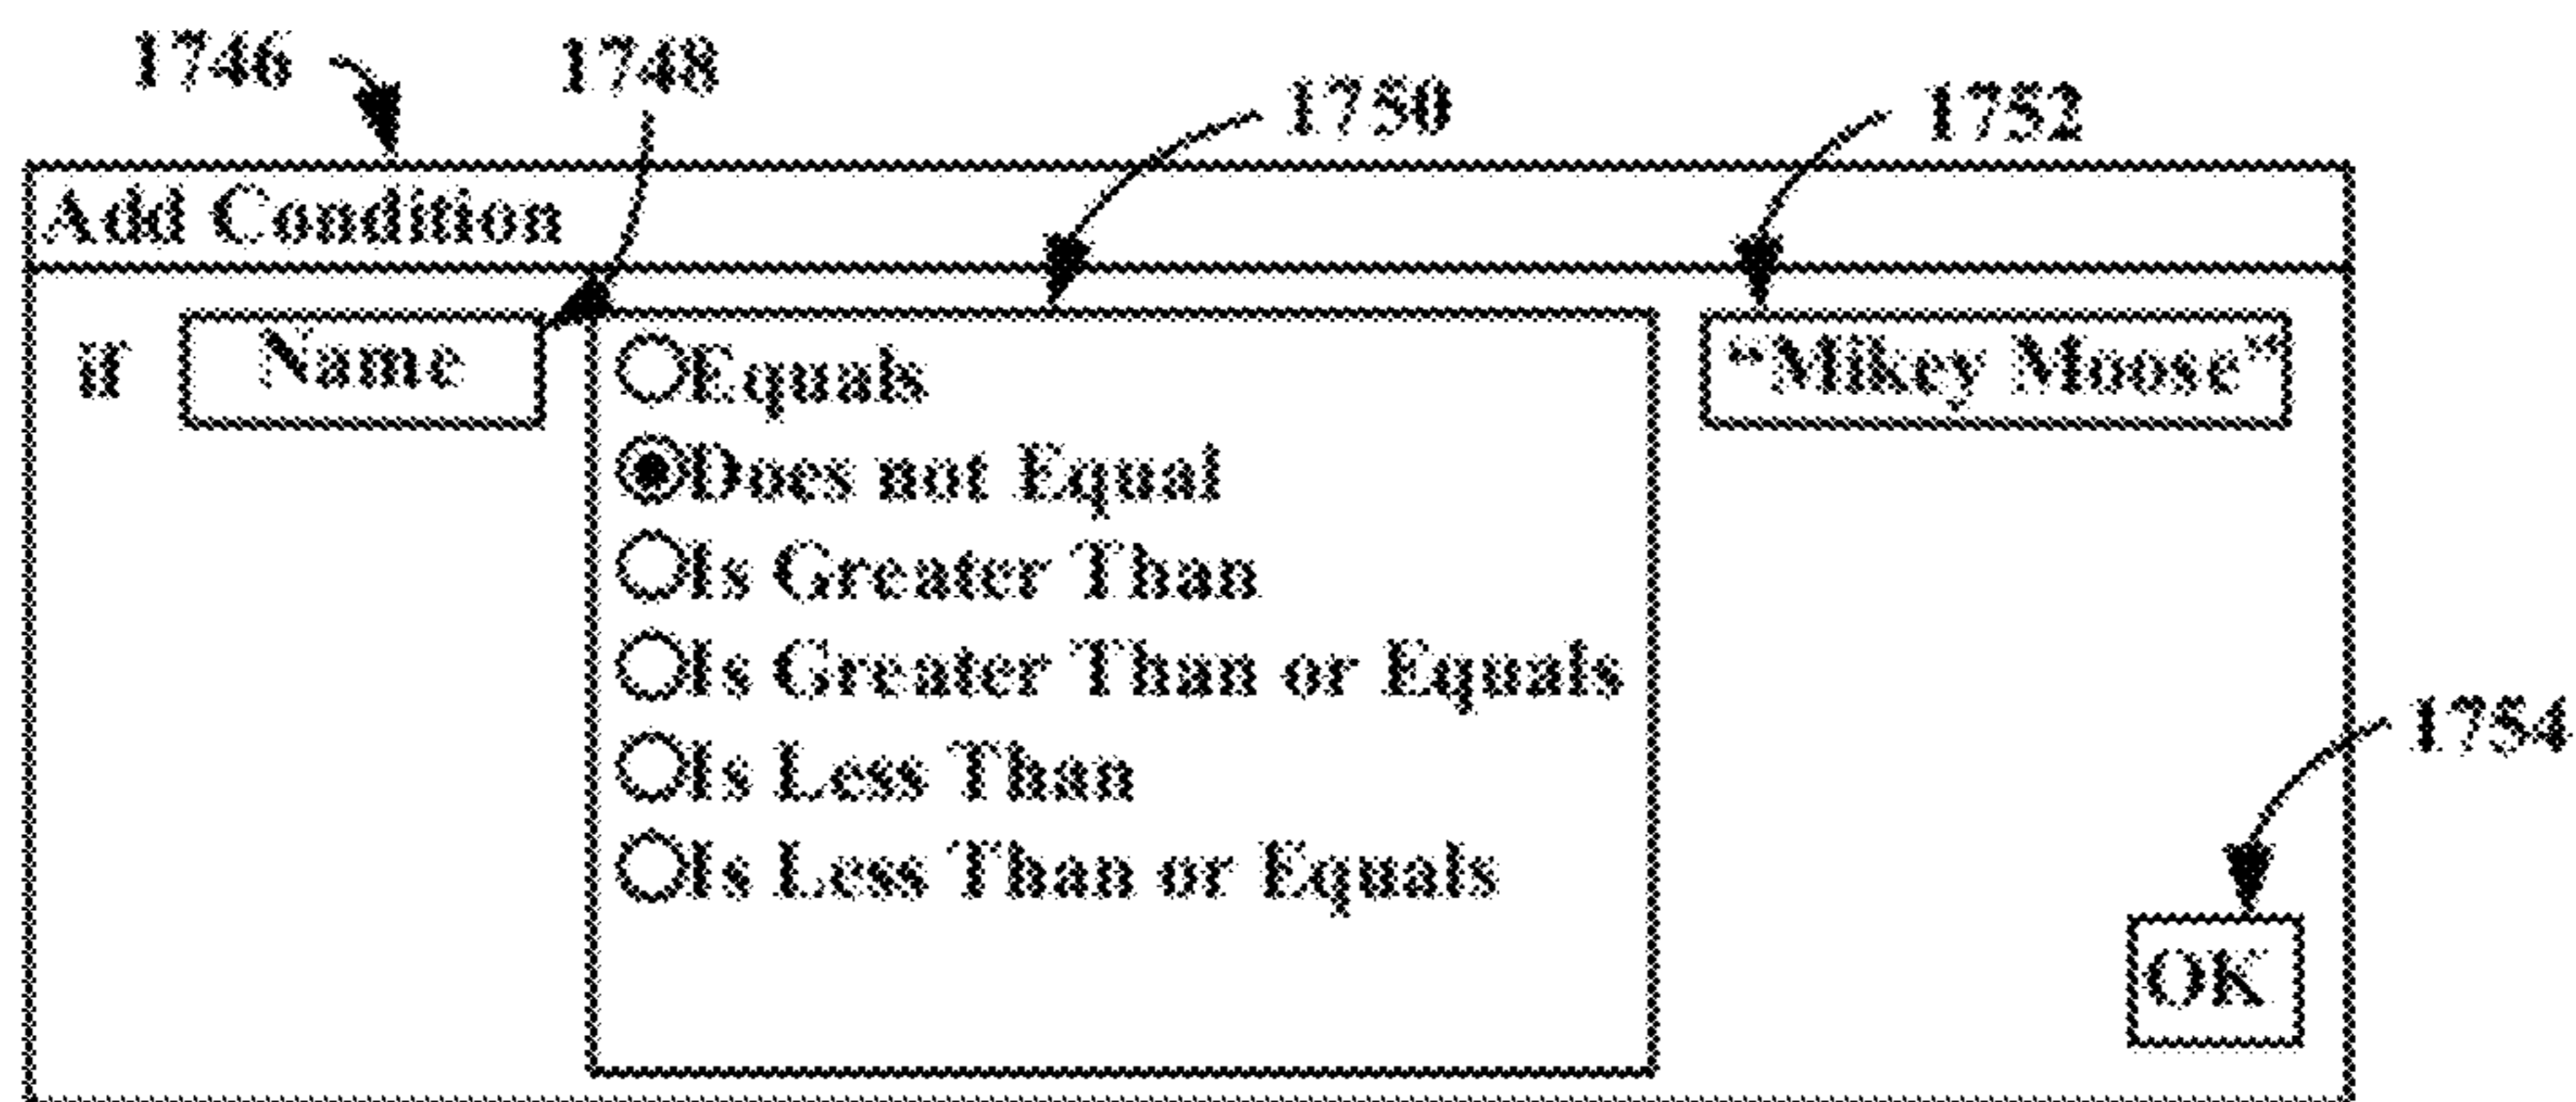 1746 1748 1750 1752
Add Condition
if Name Equals “Mikey Moose”
Does not Equal
Is Greater Than
Is Greater Than or Equals
1754
Is Less Than
Is Less Than or Equals
OK